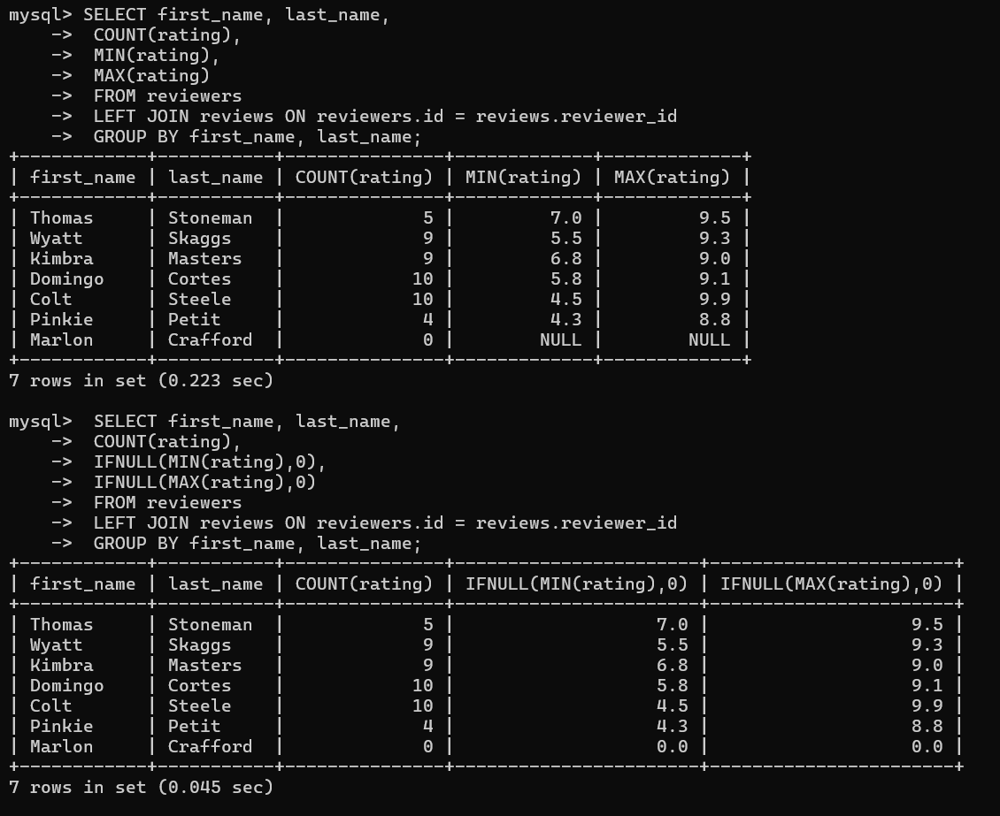 mysql> SELECT first_name, last_name,
    ->  COUNT(rating),
    ->  MIN(rating),
    ->  MAX(rating)
    ->  FROM reviewers
    ->  LEFT JOIN reviews ON reviewers.id = reviews.reviewer_id
    ->  GROUP BY first_name, last_name;
+------------+-----------+---------------+-------------+-------------+
| first_name | last_name | COUNT(rating) | MIN(rating) | MAX(rating) |
+------------+-----------+---------------+-------------+-------------+
| Thomas     | Stoneman  |             5 |         7.0 |         9.5 |
| Wyatt      | Skaggs    |             9 |         5.5 |         9.3 |
| Kimbra     | Masters   |             9 |         6.8 |         9.0 |
| Domingo    | Cortes    |            10 |         5.8 |         9.1 |
| Colt       | Steele    |            10 |         4.5 |         9.9 |
| Pinkie     | Petit     |             4 |         4.3 |         8.8 |
| Marlon     | Crafford  |             0 |        NULL |        NULL |
+------------+-----------+---------------+-------------+-------------+
7 rows in set (0.223 sec)

mysql>  SELECT first_name, last_name,
    ->  COUNT(rating),
    ->  IFNULL(MIN(rating),0),
    ->  IFNULL(MAX(rating),0)
    ->  FROM reviewers
    ->  LEFT JOIN reviews ON reviewers.id = reviews.reviewer_id
    ->  GROUP BY first_name, last_name;
+------------+-----------+---------------+-----------------------+-----------------------+
| first_name | last_name | COUNT(rating) | IFNULL(MIN(rating),0) | IFNULL(MAX(rating),0) |
+------------+-----------+---------------+-----------------------+-----------------------+
| Thomas     | Stoneman  |             5 |                   7.0 |                   9.5 |
| Wyatt      | Skaggs    |             9 |                   5.5 |                   9.3 |
| Kimbra     | Masters   |             9 |                   6.8 |                   9.0 |
| Domingo    | Cortes    |            10 |                   5.8 |                   9.1 |
| Colt       | Steele    |            10 |                   4.5 |                   9.9 |
| Pinkie     | Petit     |             4 |                   4.3 |                   8.8 |
| Marlon     | Crafford  |             0 |                   0.0 |                   0.0 |
+------------+-----------+---------------+-----------------------+-----------------------+
7 rows in set (0.045 sec)